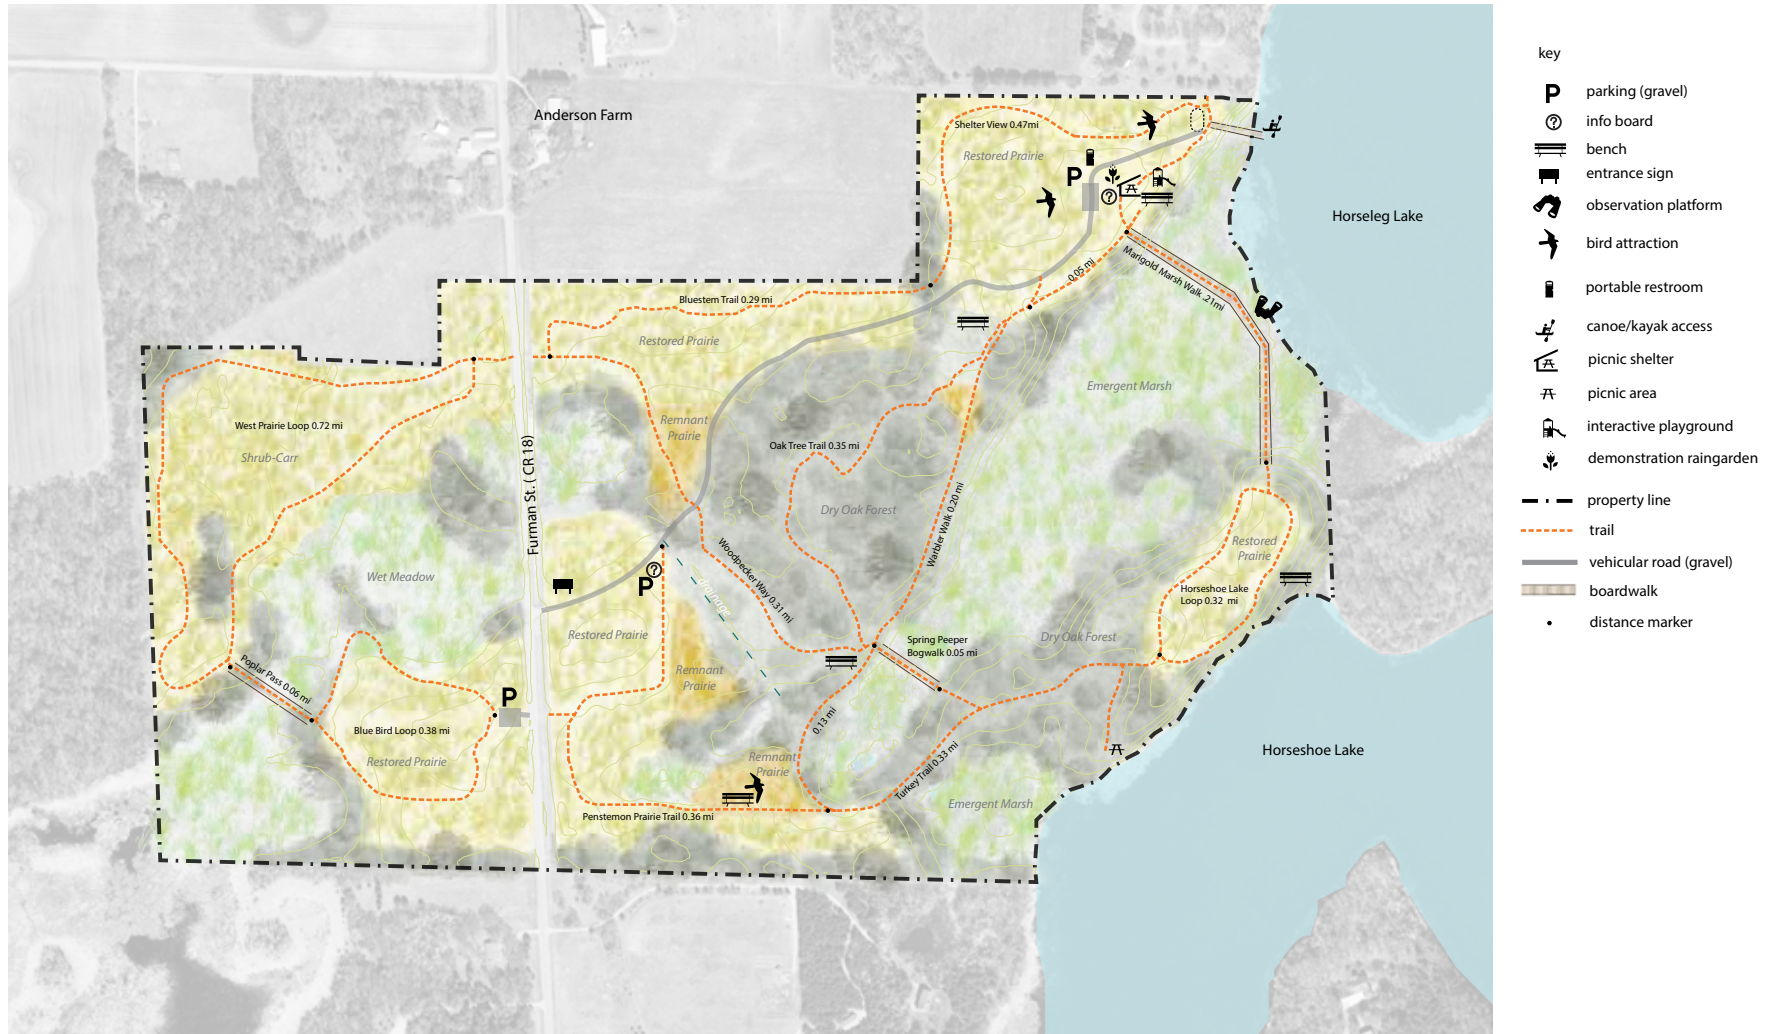 Anderson Farm
Shelter View 0.47mi
Restored Prairie
P
?
Horseleg Lake
Marigold Marsh Walk .21mi
0.05 mi
Bluestem Trail 0.29 mi
Restored Prairie
Emergent Marsh
West Prairie Loop 0.72 mi
Shrub-Carr
Remnant
Prairie
Oak Tree Trail 0.35 mi
Furman St. ( CR 18)
Dry Oak Forest
Warbler Walk 0.20 mi
Woodpecker Way 0.31 mi
Restored
Prairie
Wet Meadow
?
P
drainage
Horseshoe Lake
Loop 0.32 mi
Restored Prairie
Spring Peeper
Bogwalk 0.05 mi
Dry Oak Forest
Poplar Pass 0.06 mi
Remnant
Prairie
P
0.13 mi
Blue Bird Loop 0.38 mi
Restored Prairie
Remnant
Prairie
Turkey Trail 0.33 mi
Horseshoe Lake
Emergent Marsh
Penstemon Prairie Trail 0.36 mi
key
P parking (gravel)
? info board
bench
entrance sign
observation platform
bird attraction
portable restroom
canoe/kayak access
picnic shelter
picnic area
interactive playground
demonstration raingarden
property line
trail
vehicular road (gravel)
boardwalk
distance marker